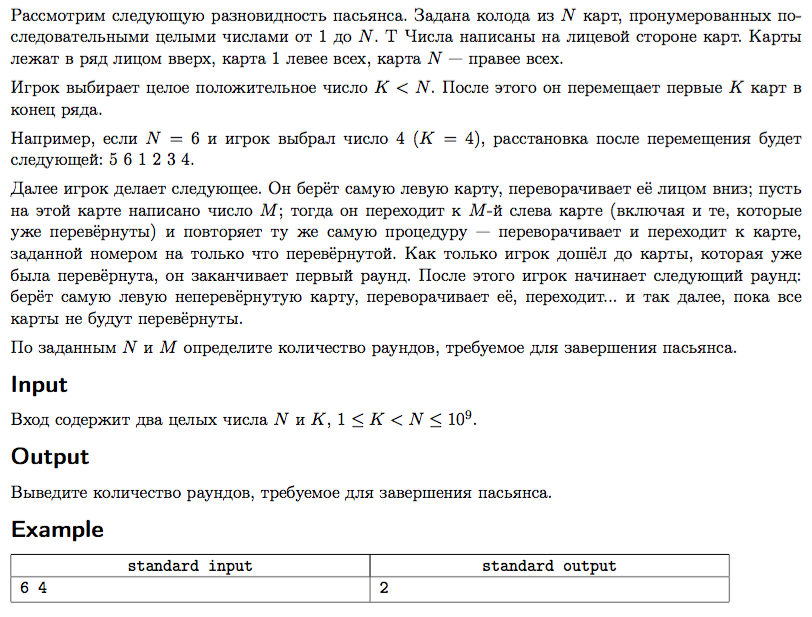 Рассмотрим следующую разновидность пасьянса. Задана колода из N карт, пронумерованных по-
следовательными целыми числами от 1 до N. Т Числа написаны на лицевой стороне карт. Карты
лежат в ряд лицом вверх, карта 1 левее всех, карта N — правее всех.
Игрок выбирает целое положительное число K < N. После этого он перемещает первые K карт в
конец ряда.
Например, если N = 6 и игрок выбрал число 4 (K = 4), расстановка после перемещения будет
следующей: 5 6 1 2 3 4.
Далее игрок делает следующее. Он берёт самую левую карту, переворачивает её лицом вниз; пусть
на этой карте написано число M; тогда он переходит к M-й слева карте (включая и те, которые
уже перевёрнуты) и повторяет ту же самую процедуру — переворачивает и переходит к карте,
заданной номером на только что перевёрнутой. Как только игрок дошёл до карты, которая уже
была перевёрнута, он заканчивает первый раунд. После этого игрок начинает следующий раунд:
берёт самую левую неперевёрнутую карту, переворачивает её, переходит... и так далее, пока все
карты не будут перевёрнуты.
По заданным N и M определите количество раундов, требуемое для завершения пасьянса.
Input
Вход содержит два целых числа N и K, 1 ≤ K < N ≤ 10⁹.
Output
Выведите количество раундов, требуемое для завершения пасьянса.
Example
standard input standard output
6 4 2